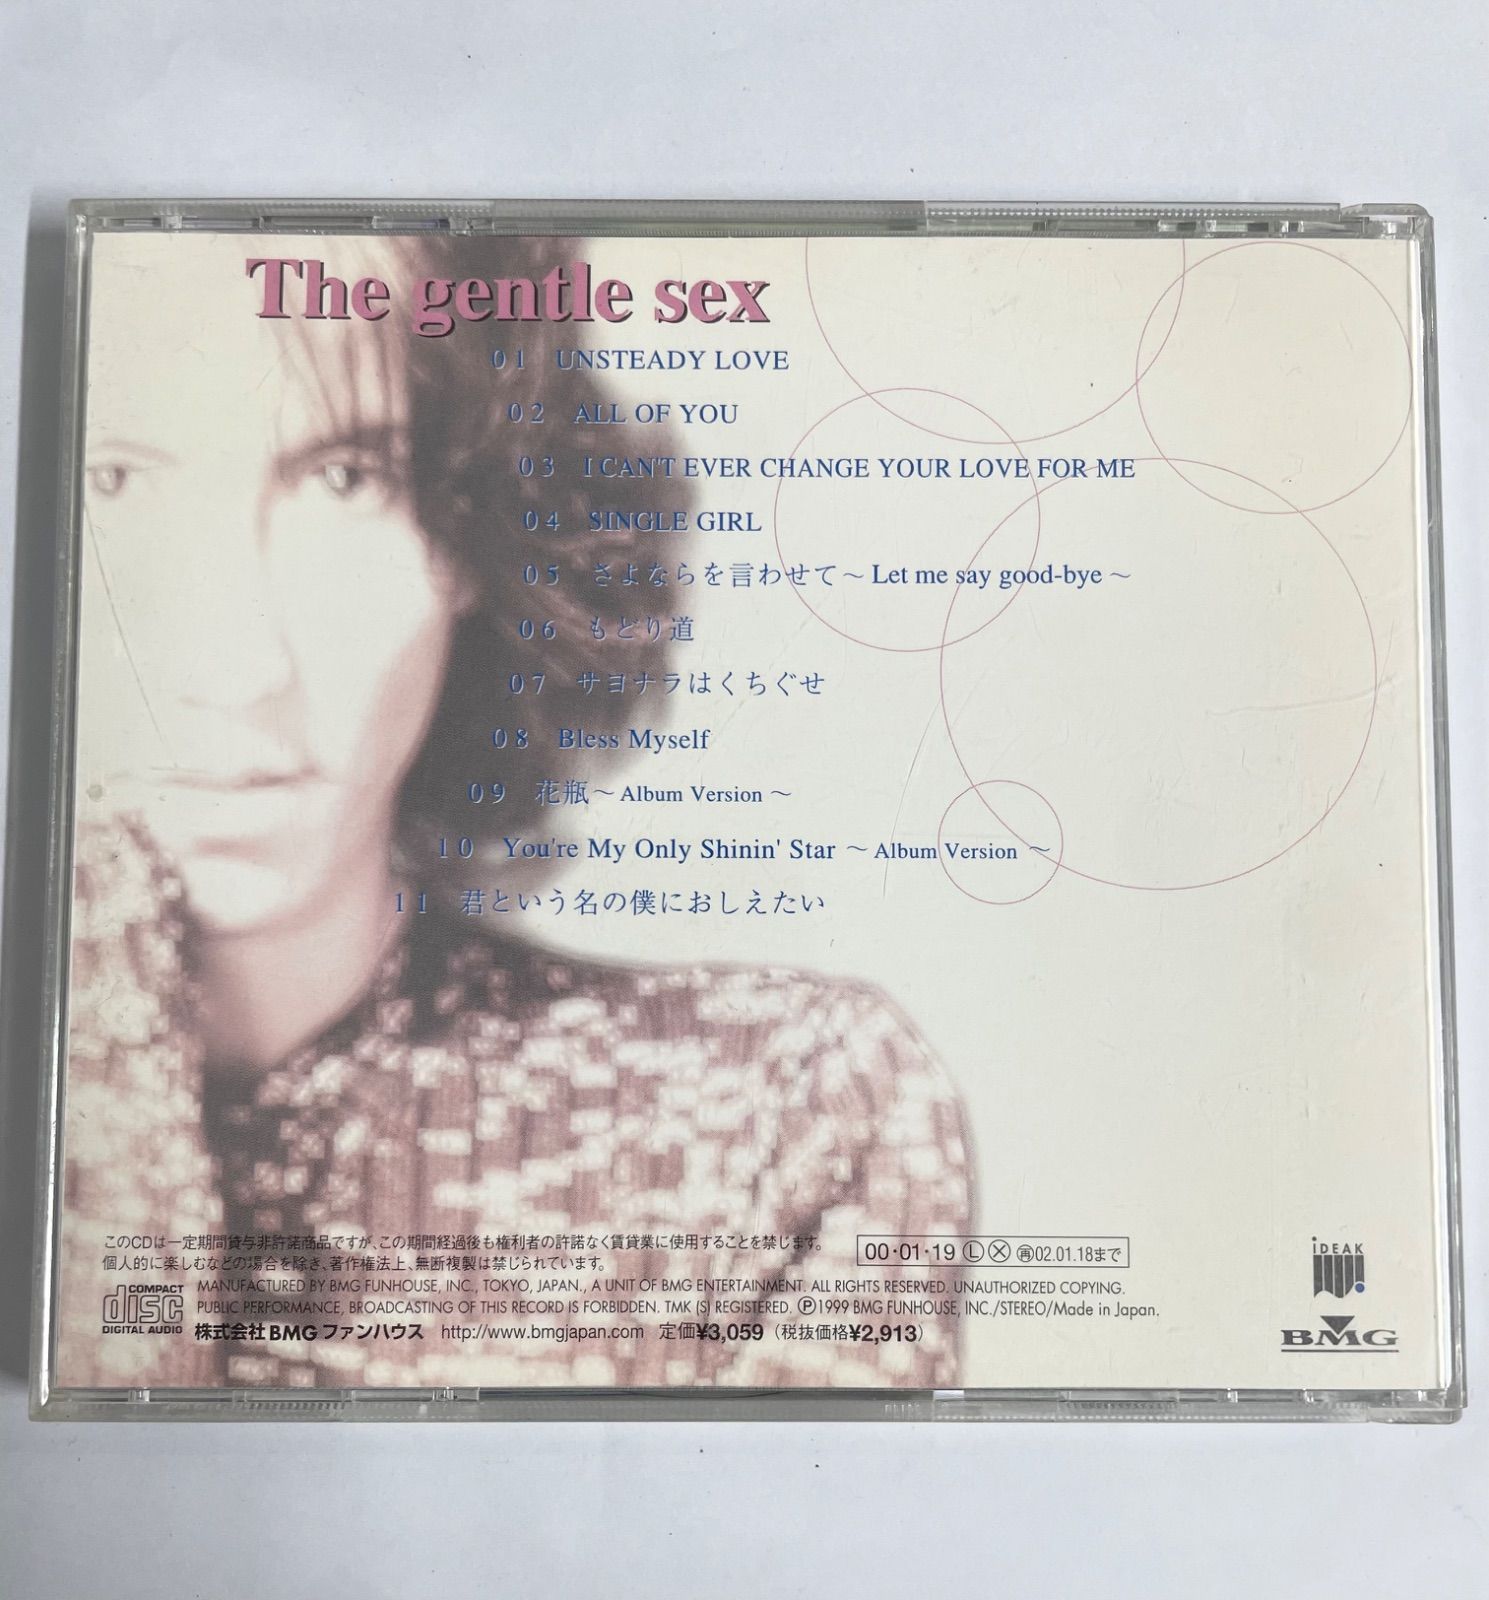 The gentle sex
01 UNSTEADY LOVE
02 ALL OF YOU
03 I CAN'T EVER CHANGE YOUR LOVE FOR ME
04 SINGLE GIRL
05 さよならを言わせて～Let me say good-bye～
06 もどり道
07 サヨナラはくちぐせ
08 Bless Myself
09 花瓶～Album Version～
10 You're My Only Shinin' Star ～Album Version ～
11 君という名の僕におしえたい
このCDは一定期間貸与非許諾商品ですが、この期間経過後も権利者の許諾なく賃貸業に使用することを禁じます。
個人的に楽しむなどの場合を除き、著作権法上、無断複製は禁じられています。
00・01・19 Ⓛ Ⓧ ㊢02.01.18まで
COMPACT
disc
DIGITAL AUDIO
MANUFACTURED BY BMG FUNHOUSE, INC., TOKYO, JAPAN., A UNIT OF BMG ENTERTAINMENT. ALL RIGHTS RESERVED. UNAUTHORIZED COPYING.
PUBLIC PERFORMANCE, BROADCASTING OF THIS RECORD IS FORBIDDEN. TMK (S) REGISTERED. Ⓟ1999 BMG FUNHOUSE, INC./STEREO/Made in Japan.
株式会社BMGファンハウス http://www.bmgjapan.com 定価¥3,059（税抜価格¥2,913）
iDEAK
BMG